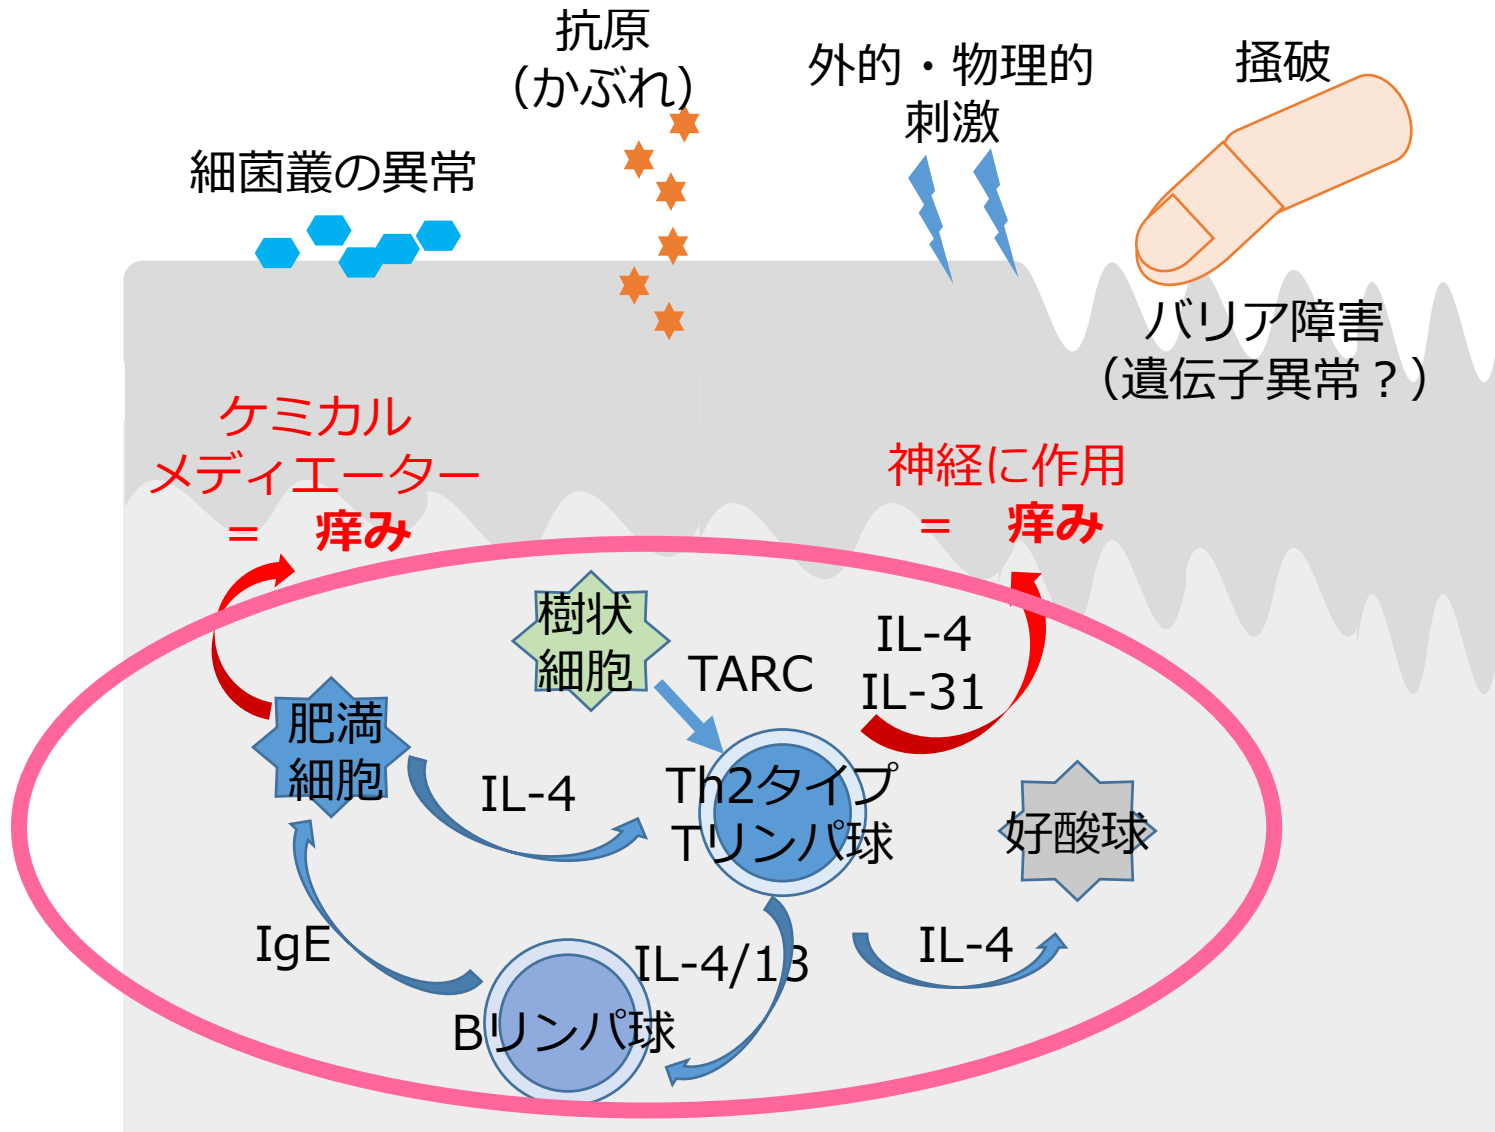 抗原
（かぶれ）
外的・物理的
刺激
掻破
細菌叢の異常
バリア障害
（遺伝子異常？）
ケミカル
メディエーター
＝　痒み
神経に作用
＝　痒み
樹状
細胞
TARC
IL-4
IL-31
肥満
細胞
IL-4
Th2タイプ
Tリンパ球
好酸球
IgE
IL-4/13
IL-4
Bリンパ球